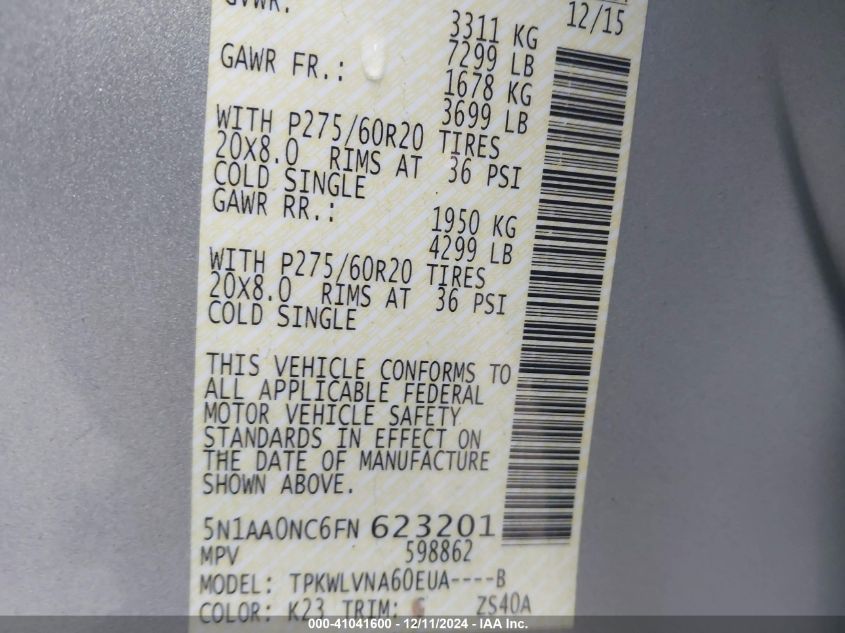 GVWR:
12/15
3311 KG
7299 LB
GAWR FR.: 1678 KG
3699 LB
WITH P275/60R20 TIRES
20X8.0 RIMS AT 36 PSI
COLD SINGLE
GAWR RR.: 1950 KG
4299 LB
WITH P275/60R20 TIRES
20X8.0 RIMS AT 36 PSI
COLD SINGLE
THIS VEHICLE CONFORMS TO
ALL APPLICABLE FEDERAL
MOTOR VEHICLE SAFETY
STANDARDS IN EFFECT ON
THE DATE OF MANUFACTURE
SHOWN ABOVE.
5N1AA0NC6FN 623201
MPV 598862
MODEL: TPKWLVNA60EUA----B
COLOR: K23 TRIM: G ZS40A
000-41041600 - 12/11/2024 - IAA Inc.